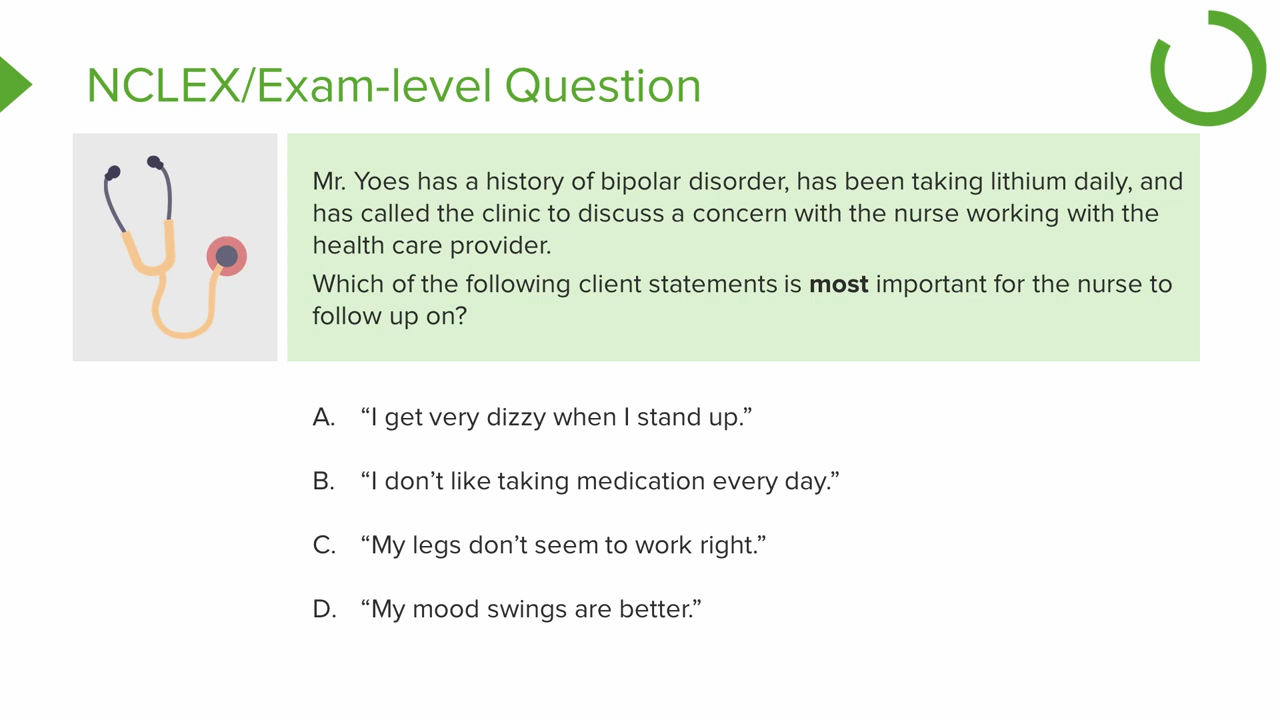 NCLEX/Exam-level Question
Mr. Yoes has a history of bipolar disorder, has been taking lithium daily, and
has called the clinic to discuss a concern with the nurse working with the
health care provider.
Which of the following client statements is most important for the nurse to
follow up on?
A. “I get very dizzy when I stand up.”
B. “I don’t like taking medication every day.”
C. “My legs don’t seem to work right.”
D. “My mood swings are better.”